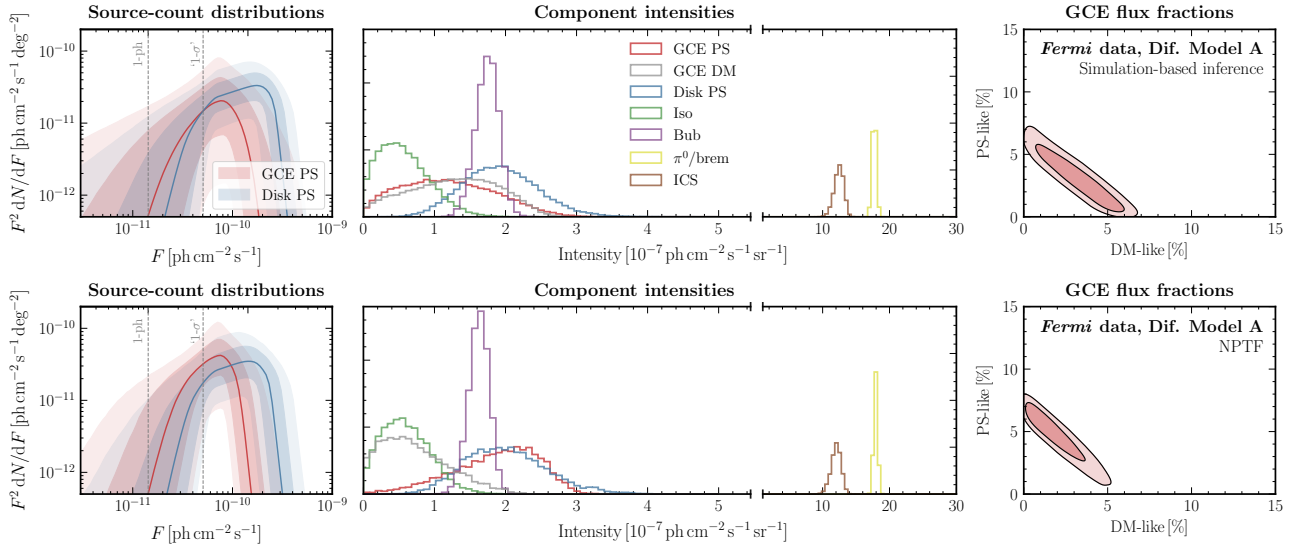 Source-count distributions
Component intensities
GCE flux fractions
F² dN/dF [ph cm⁻² s⁻¹ deg⁻²]
10⁻¹⁰
10⁻¹¹
10⁻¹²
1-ph
'1-σ'
GCE PS
Disk PS
10⁻¹¹ 10⁻¹⁰ 10⁻⁹
F [ph cm⁻² s⁻¹]
GCE PS
GCE DM
Disk PS
Iso
Bub
π⁰/brem
ICS
0 1 2 3 4 5 10 20 30
Intensity [10⁻⁷ ph cm⁻² s⁻¹ sr⁻¹]
Fermi data, Dif. Model A
Simulation-based inference
PS-like [%]
15
10
5
0
0 5 10 15
DM-like [%]
Source-count distributions
Component intensities
GCE flux fractions
F² dN/dF [ph cm⁻² s⁻¹ deg⁻²]
10⁻¹⁰
10⁻¹¹
10⁻¹²
1-ph
'1-σ'
10⁻¹¹ 10⁻¹⁰ 10⁻⁹
F [ph cm⁻² s⁻¹]
0 1 2 3 4 5 10 20 30
Intensity [10⁻⁷ ph cm⁻² s⁻¹ sr⁻¹]
Fermi data, Dif. Model A
NPTF
PS-like [%]
15
10
5
0
0 5 10 15
DM-like [%]